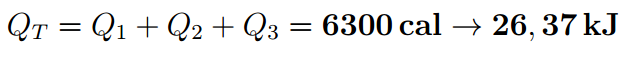 Q_T = Q_1 + Q_2 + Q_3 = 6300 cal → 26, 37 kJ